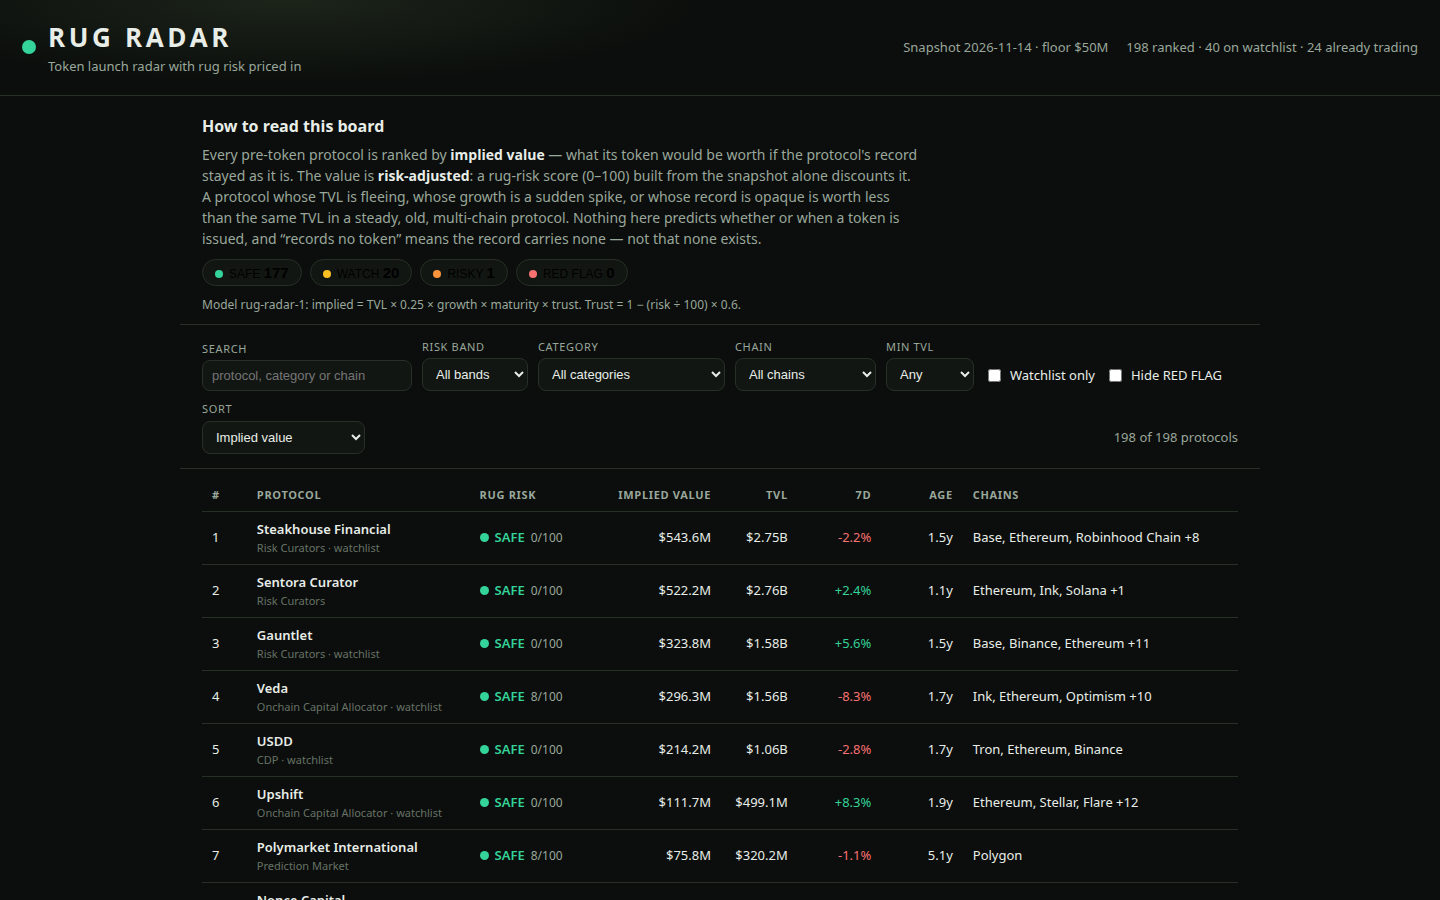 RUG RADAR
Token launch radar with rug risk priced in
Snapshot 2026-11-14 · floor $50M 198 ranked · 40 on watchlist · 24 already trading
How to read this board
Every pre-token protocol is ranked by implied value — what its token would be worth if the protocol's record
stayed as it is. The value is risk-adjusted: a rug-risk score (0–100) built from the snapshot alone discounts it.
A protocol whose TVL is fleeing, whose growth is a sudden spike, or whose record is opaque is worth less
than the same TVL in a steady, old, multi-chain protocol. Nothing here predicts whether or when a token is
issued, and “records no token” means the record carries none — not that none exists.
SAFE 177 WATCH 20 RISKY 1 RED FLAG 0
Model rug-radar-1: implied = TVL × 0.25 × growth × maturity × trust. Trust = 1 − (risk ÷ 100) × 0.6.
SEARCH RISK BAND CATEGORY CHAIN MIN TVL
protocol, category or chain All bands All categories All chains Any Watchlist only Hide RED FLAG
SORT
Implied value 198 of 198 protocols
# PROTOCOL RUG RISK IMPLIED VALUE TVL 7D AGE CHAINS
1 Steakhouse Financial SAFE 0/100 $543.6M $2.75B -2.2% 1.5y Base, Ethereum, Robinhood Chain +8
Risk Curators · watchlist
2 Sentora Curator SAFE 0/100 $522.2M $2.76B +2.4% 1.1y Ethereum, Ink, Solana +1
Risk Curators
3 Gauntlet SAFE 0/100 $323.8M $1.58B +5.6% 1.5y Base, Binance, Ethereum +11
Risk Curators · watchlist
4 Veda SAFE 8/100 $296.3M $1.56B -8.3% 1.7y Ink, Ethereum, Optimism +10
Onchain Capital Allocator · watchlist
5 USDD SAFE 0/100 $214.2M $1.06B -2.8% 1.7y Tron, Ethereum, Binance
CDP · watchlist
6 Upshift SAFE 0/100 $111.7M $499.1M +8.3% 1.9y Ethereum, Stellar, Flare +12
Onchain Capital Allocator · watchlist
7 Polymarket International SAFE 8/100 $75.8M $320.2M -1.1% 5.1y Polygon
Prediction Market